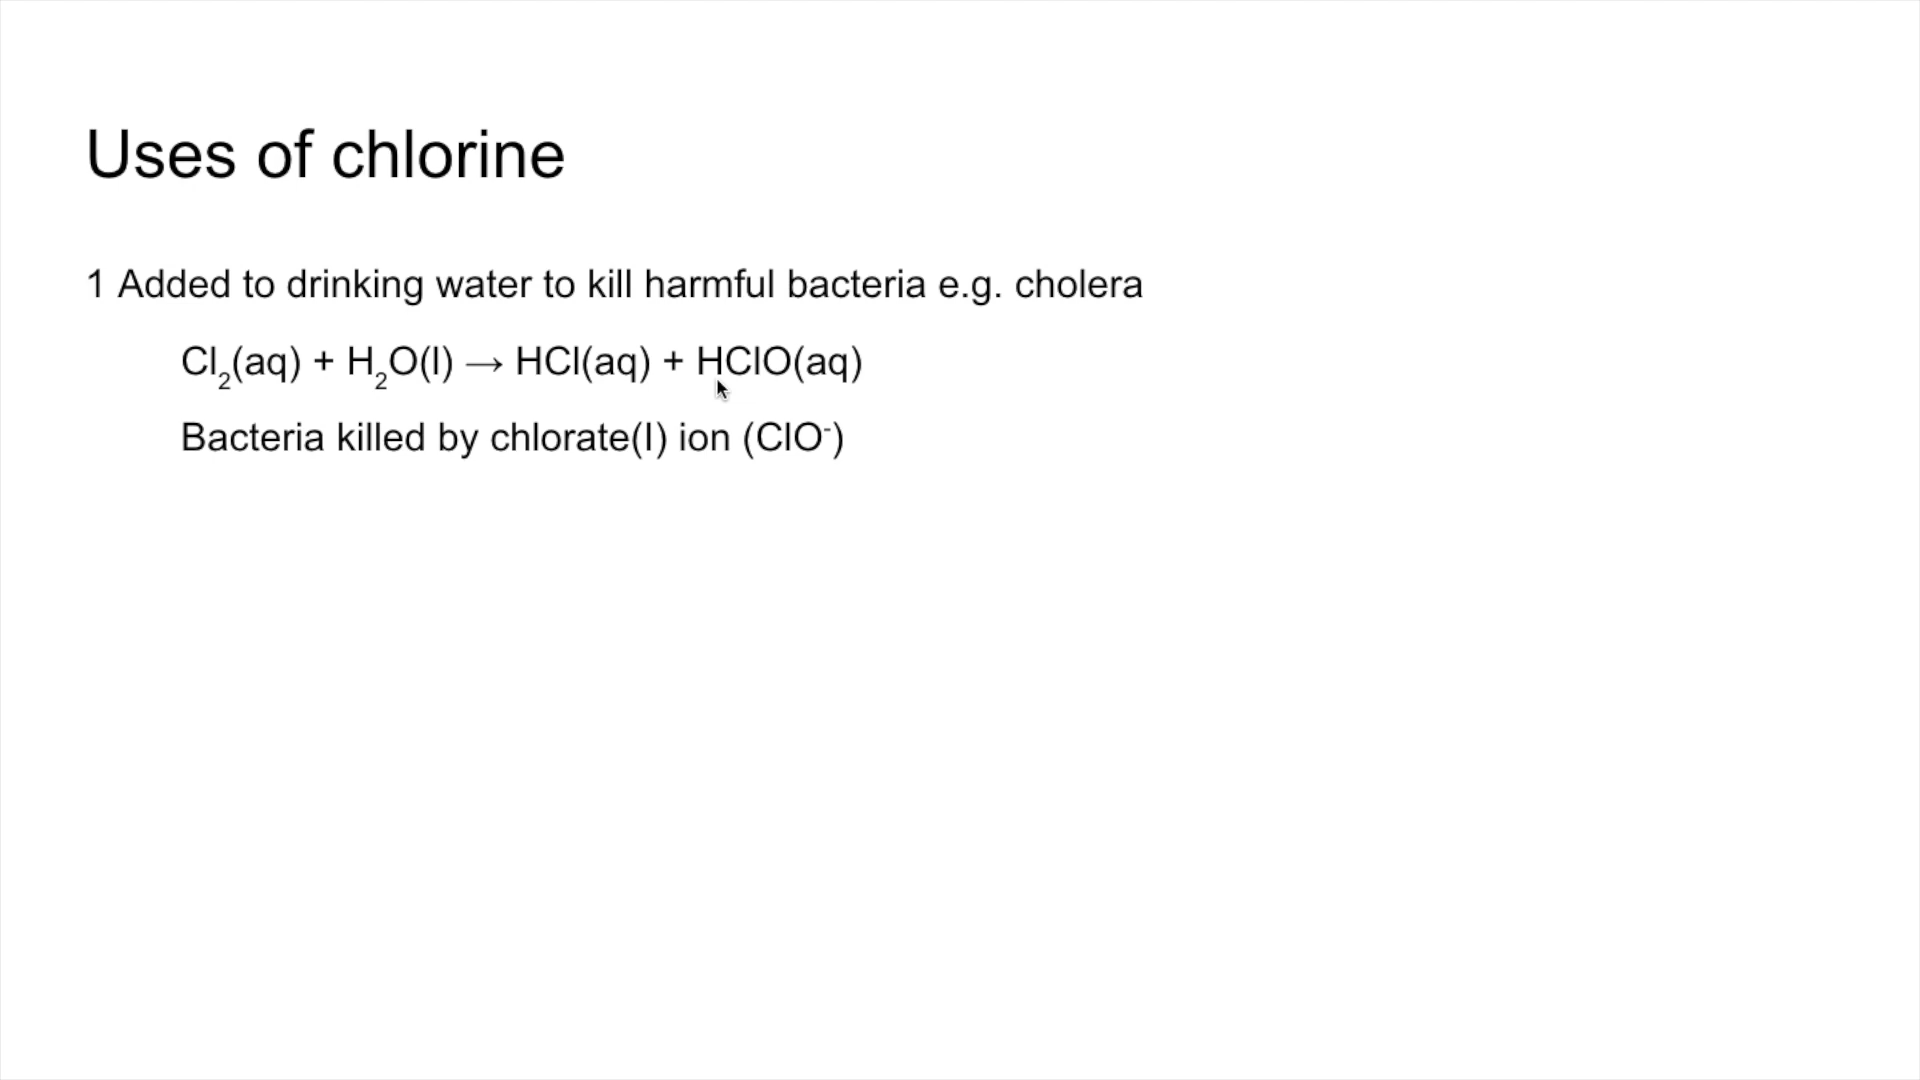 Uses of chlorine
1 Added to drinking water to kill harmful bacteria e.g. cholera
Cl₂(aq) + H₂O(l) → HCl(aq) + HClO(aq)
Bacteria killed by chlorate(I) ion (ClO⁻)